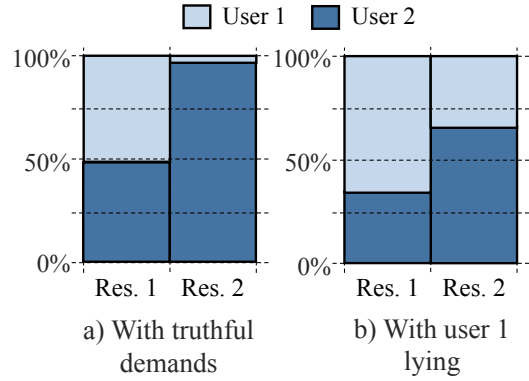 User 1 User 2
100% 100%
50% 50%
0% 0%
Res. 1 Res. 2 Res. 1 Res. 2
a) With truthful b) With user 1
demands lying